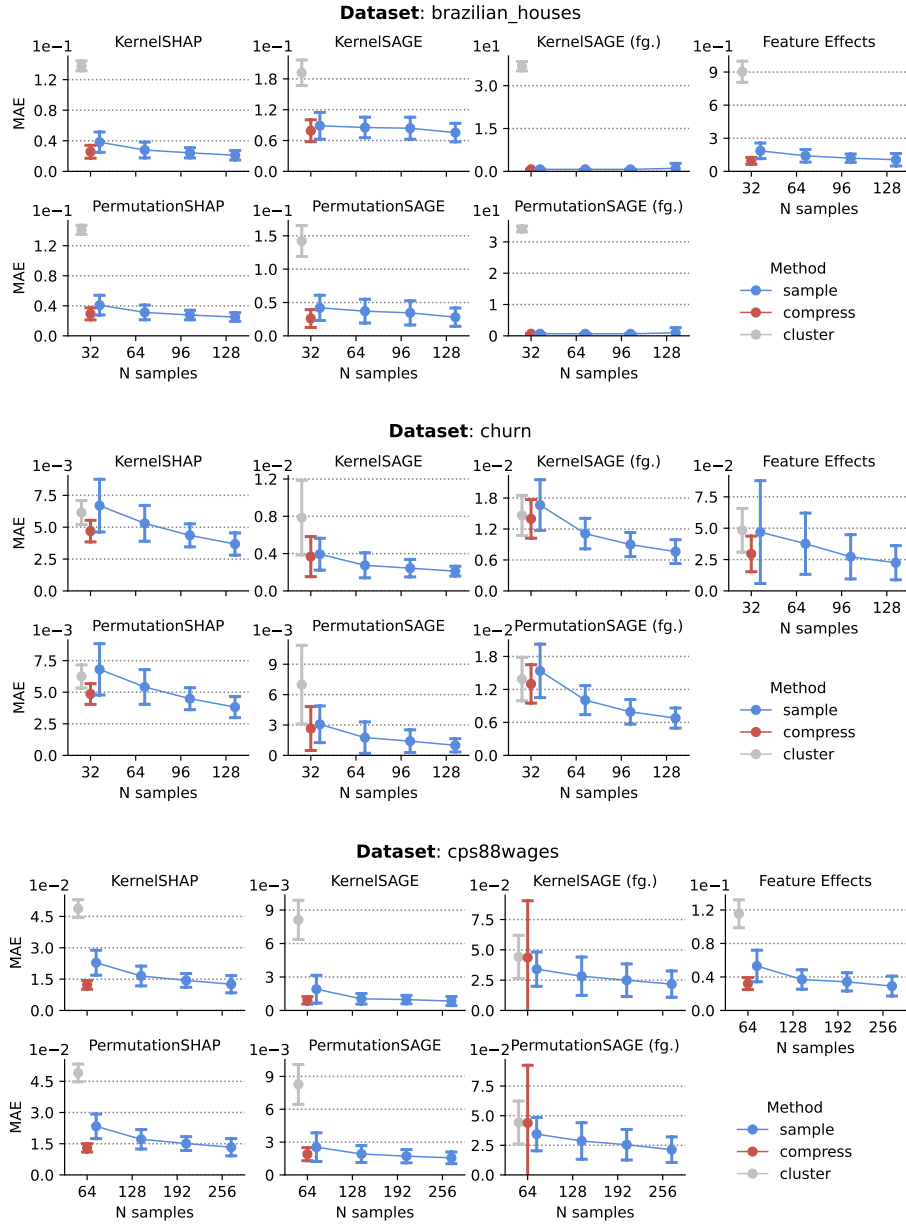 Dataset: brazilian_houses
KernelSHAP KernelSAGE KernelSAGE (fg.) Feature Effects
1e−1 1e−1 1e1 1e−1
MAE
1.2 0.8 0.4 0.0
1.8 1.2 0.6 0.0
3.0 1.5 0.0
9 6 3 0
32 64 96 128
N samples
PermutationSHAP PermutationSAGE PermutationSAGE (fg.)
1e−1 1e−1 1e1
MAE
1.2 0.8 0.4 0.0
1.5 1.0 0.5 0.0
3 2 1 0
32 64 96 128 32 64 96 128 32 64 96 128
N samples N samples N samples
Method
sample
compress
cluster
Dataset: churn
KernelSHAP KernelSAGE KernelSAGE (fg.) Feature Effects
1e−3 1e−2 1e−2 1e−2
MAE
7.5 5.0 2.5 0.0
1.2 0.8 0.4 0.0
1.8 1.2 0.6 0.0
7.5 5.0 2.5 0.0
32 64 96 128
N samples
PermutationSHAP PermutationSAGE PermutationSAGE (fg.)
1e−3 1e−3 1e−2
MAE
7.5 5.0 2.5 0.0
9 6 3 0
1.8 1.2 0.6 0.0
32 64 96 128 32 64 96 128 32 64 96 128
N samples N samples N samples
Method
sample
compress
cluster
Dataset: cps88wages
KernelSHAP KernelSAGE KernelSAGE (fg.) Feature Effects
1e−2 1e−3 1e−2 1e−1
MAE
4.5 3.0 1.5 0.0
9 6 3 0
7.5 5.0 2.5 0.0
1.2 0.8 0.4 0.0
64 128 192 256
N samples
PermutationSHAP PermutationSAGE PermutationSAGE (fg.)
1e−2 1e−3 1e−2
MAE
4.5 3.0 1.5 0.0
9 6 3 0
7.5 5.0 2.5 0.0
64 128 192 256 64 128 192 256 64 128 192 256
N samples N samples N samples
Method
sample
compress
cluster